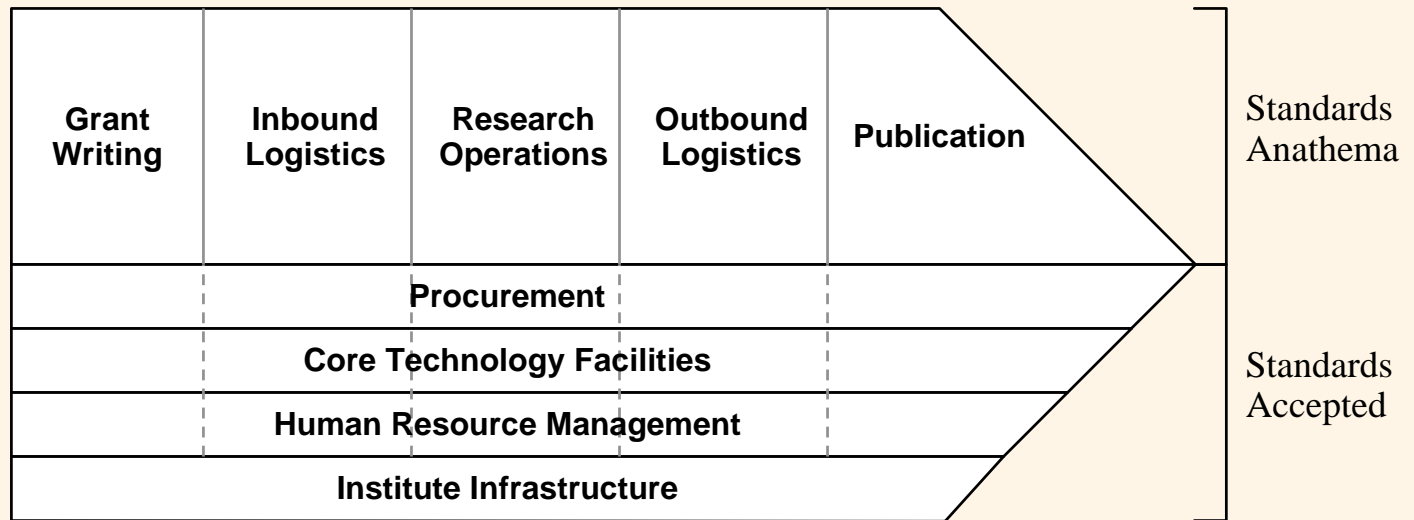 Grant
Writing
Inbound
Logistics
Research
Operations
Outbound
Logistics
Publication
Standards
Anathema
Procurement
Core Technology Facilities
Human Resource Management
Institute Infrastructure
Standards
Accepted